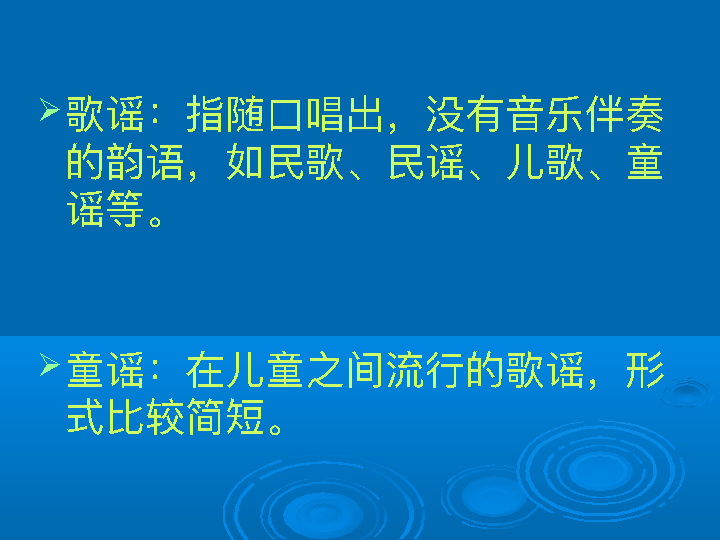 歌谣：指随口唱出，没有音乐伴奏
的韵语，如民歌、民谣、儿歌、童
谣等。
童谣：在儿童之间流行的歌谣，形
式比较简短。